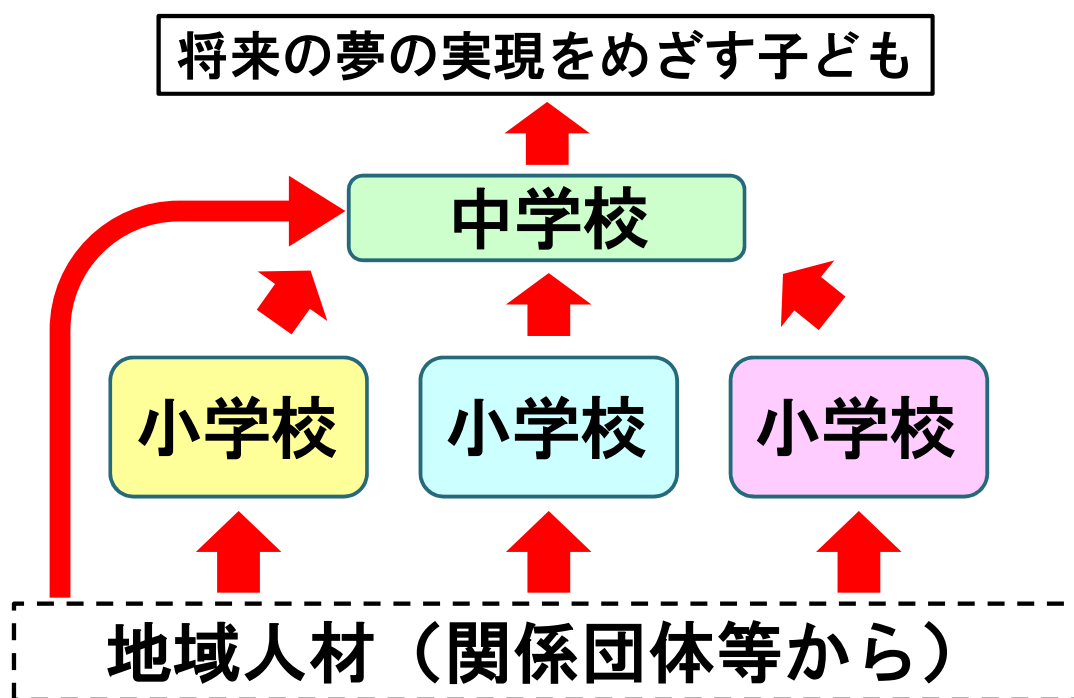 将来の夢の実現をめざす子ども
中学校
小学校
小学校
小学校
地域人材（関係団体等から）